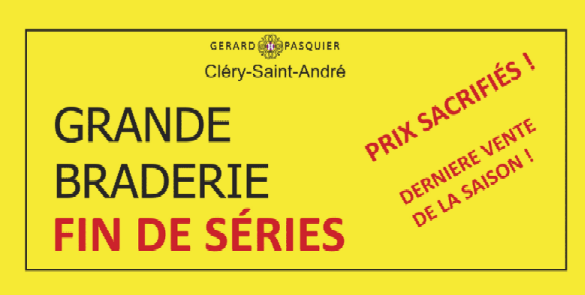 GERARD PASQUIER
Cléry-Saint-André
GRANDE
BRADERIE
FIN DE SÉRIES
PRIX SACRIFIÉS !
DERNIERE VENTE
DE LA SAISON !